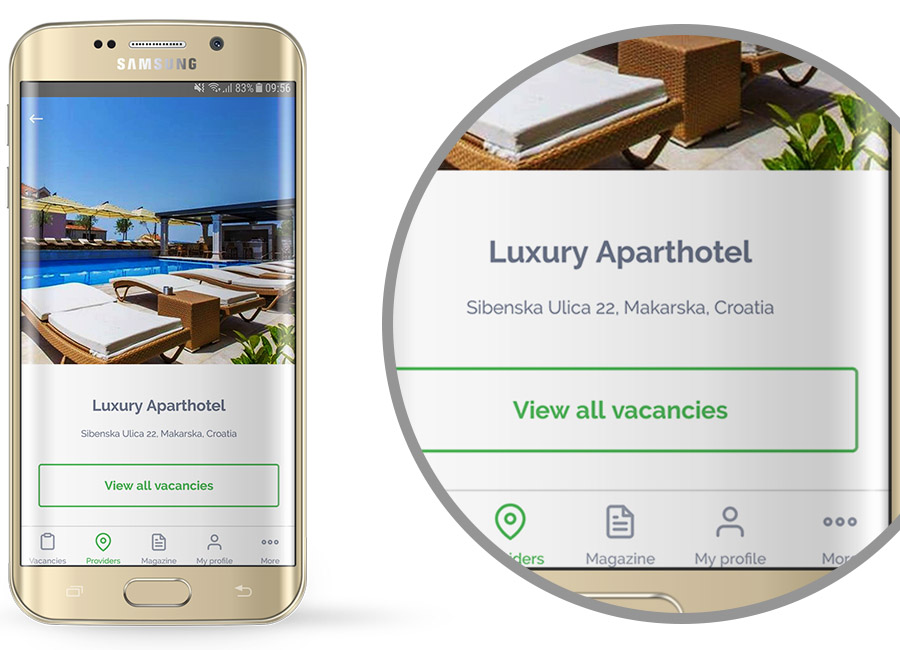 SAMSUNG
83% 09:56
Luxury Aparthotel
Sibenska Ulica 22, Makarska, Croatia
View all vacancies
Vacancies Providers Magazine My profile More
Luxury Aparthotel
Sibenska Ulica 22, Makarska, Croatia
View all vacancies
ders Magazine My profile Mor